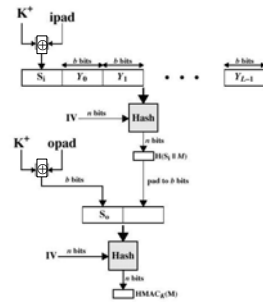 K+ ipad
b bits b bits b bits
Si Y0 Y1 • • • YL-1
n bits
IV Hash
n bits
K+ opad H(Si || M)
b bits pad to b bits
So
n bits
IV Hash
n bits
HMACK(M)